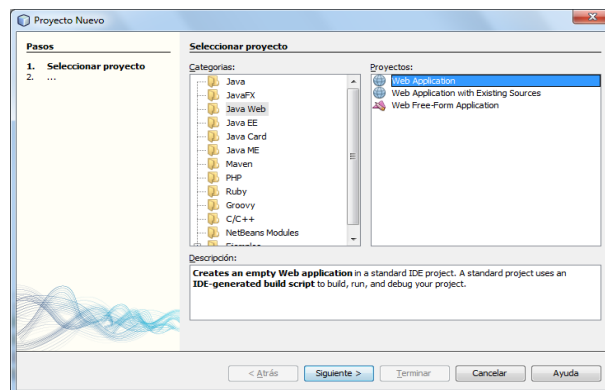 Proyecto Nuevo
Pasos
1. Seleccionar proyecto
2. ...
Seleccionar proyecto
Categorias:
Java
JavaFX
Java Web
Java EE
Java Card
Java ME
Maven
PHP
Ruby
Groovy
C/C++
NetBeans Modules
Proyectos:
Web Application
Web Application with Existing Sources
Web Free-Form Application
Descripción:
Creates an empty Web application in a standard IDE project. A standard project uses an
IDE-generated build script to build, run, and debug your project.
< Atrás
Siguiente >
Terminar
Cancelar
Ayuda